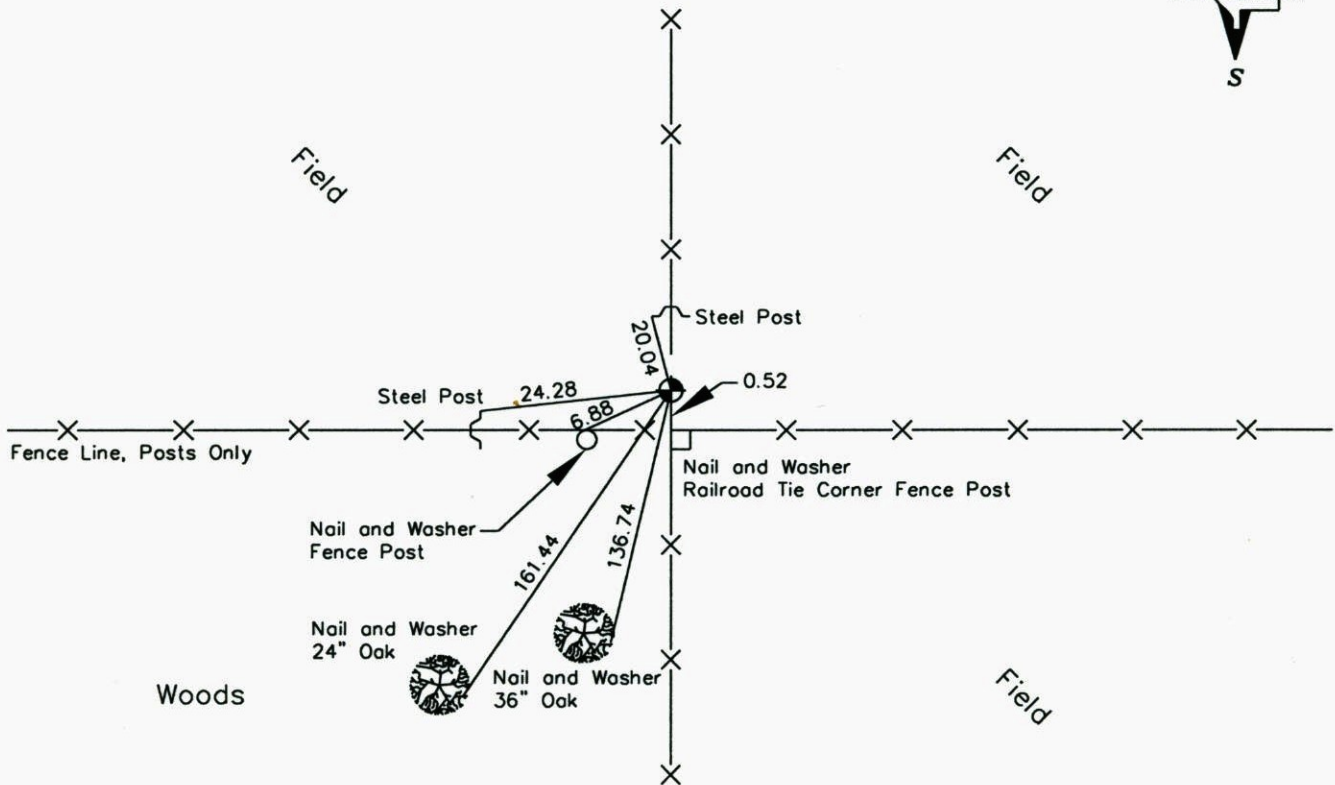 S
Field
Field
Steel Post
20.04
0.52
Steel Post
24.28
6.88
Fence Line, Posts Only
Nail and Washer
Railroad Tie Corner Fence Post
Nail and Washer
Fence Post
161.44
136.74
Nail and Washer
24" Oak
Nail and Washer
36" Oak
Woods
Field